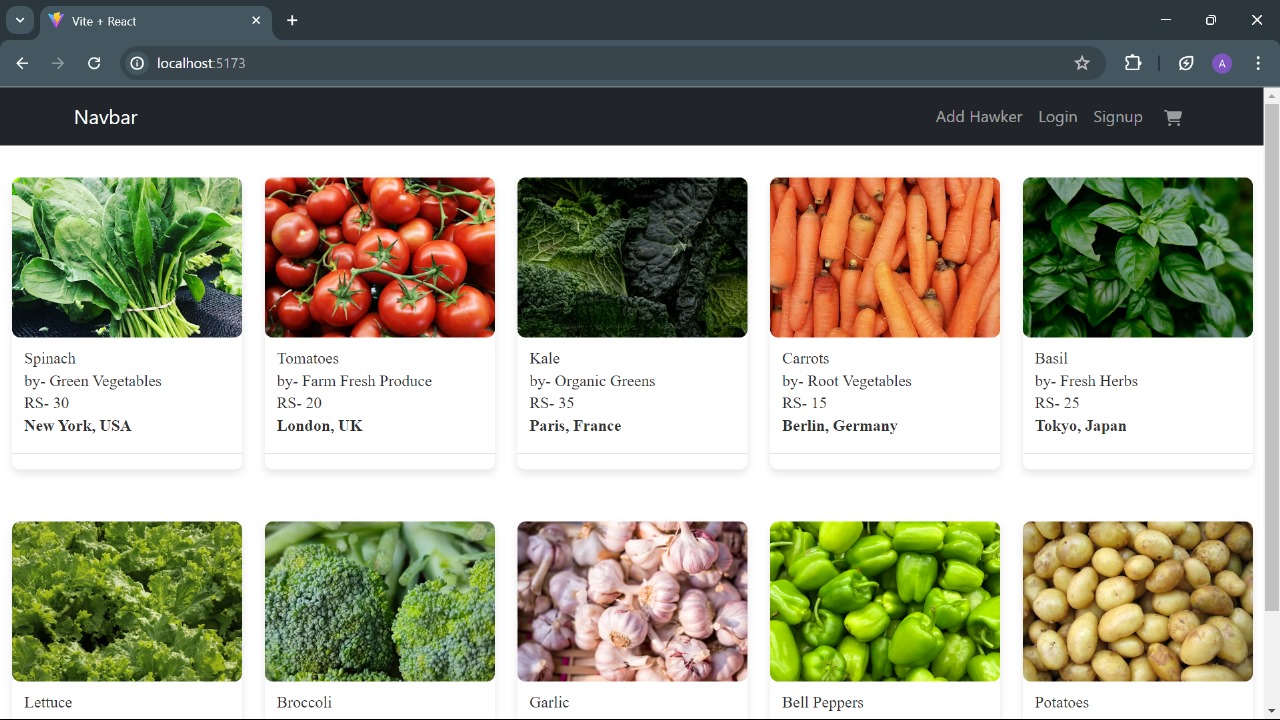 Vite + React
localhost:5173
A
Navbar
Add Hawker Login Signup
Spinach
by- Green Vegetables
RS- 30
New York, USA
Tomatoes
by- Farm Fresh Produce
RS- 20
London, UK
Kale
by- Organic Greens
RS- 35
Paris, France
Carrots
by- Root Vegetables
RS- 15
Berlin, Germany
Basil
by- Fresh Herbs
RS- 25
Tokyo, Japan
Lettuce
Broccoli
Garlic
Bell Peppers
Potatoes